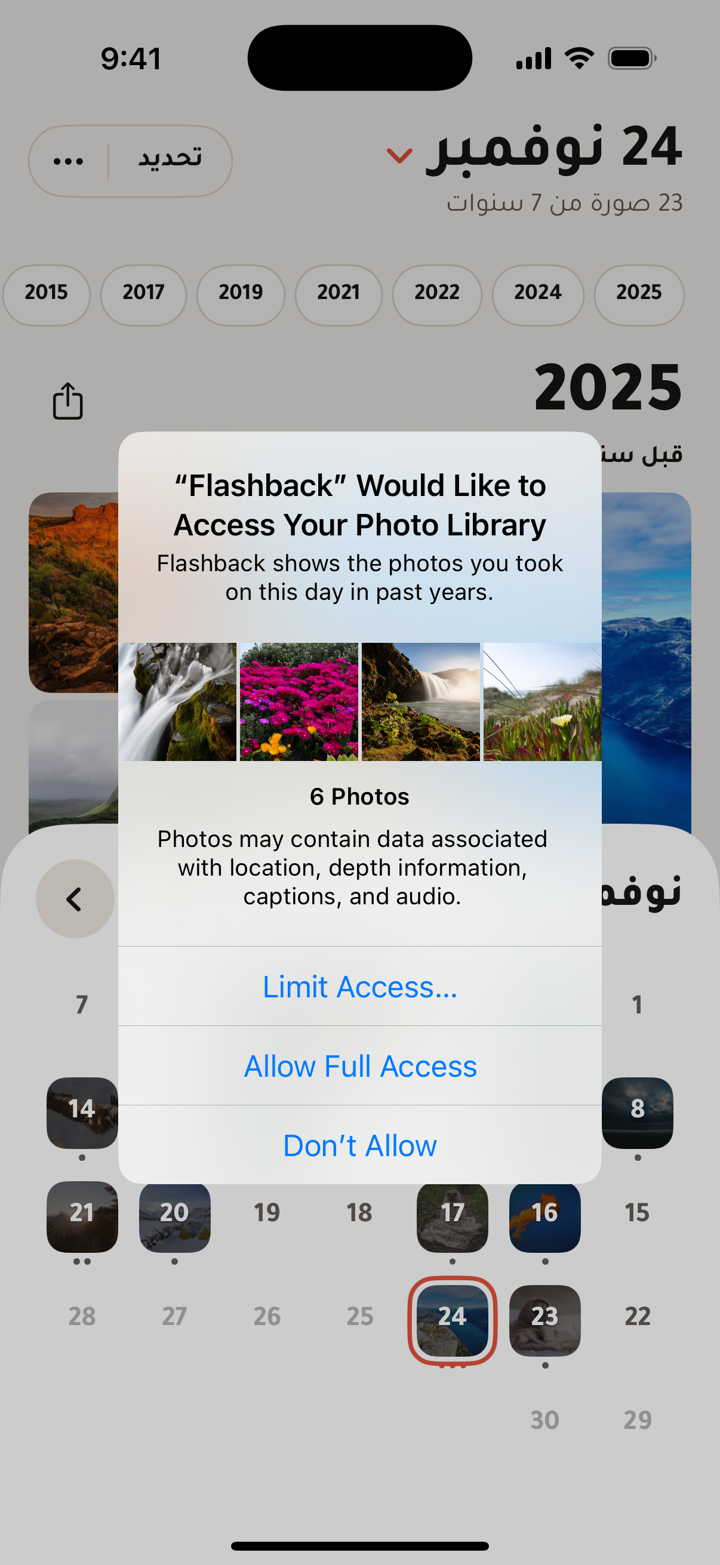 9:41
24 نوفمبر
تحديد
23 صورة من 7 سنوات
2025
2024
2022
2021
2019
2017
2015
2025
قبل
“Flashback” Would Like to
Access Your Photo Library
Flashback shows the photos you took
on this day in past years.
6 Photos
Photos may contain data associated
with location, depth information,
captions, and audio.
Limit Access...
Allow Full Access
Don’t Allow
1
7
8
14
15
16
17
18
19
20
21
22
23
24
25
26
27
28
29
30